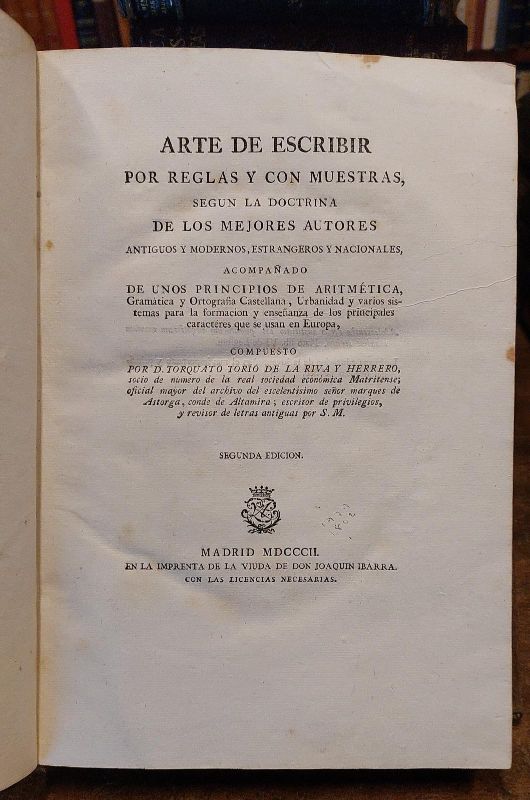 ARTE DE ESCRIBIR
POR REGLAS Y CON MUESTRAS,
SEGUN LA DOCTRINA
DE LOS MEJORES AUTORES
ANTIGUOS Y MODERNOS, ESTRANGEROS Y NACIONALES,
ACOMPAÑADO
DE UNOS PRINCIPIOS DE ARITMÉTICA,
Gramática y Ortografía Castellana, Urbanidad y varios sis-
temas para la formacion y enseñanza de los principales
caractéres que se usan en Europa,
COMPUESTO
POR D. TORQUATO TORÍO DE LA RIVA Y HERRERO,
socio de número de la real sociedad económica Matritense;
oficial mayor del archivo del escelentísimo señor marques de
Astorga, conde de Altamira; escritor de privilegios,
y revisor de letras antiguas por S. M.
SEGUNDA EDICION.
MADRID MDCCCII.
EN LA IMPRENTA DE LA VIUDA DE DON JOAQUIN IBARRA.
CON LAS LICENCIAS NECESARIAS.